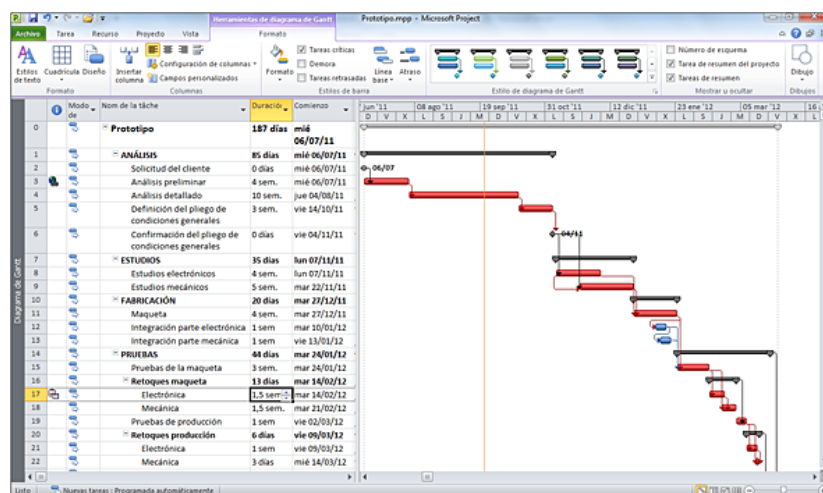 Herramientas de diagrama de Gantt
Prototipo.mpp - Microsoft Project
Archivo Tarea Recurso Proyecto Vista Formato
Estilos de texto
Cuadrícula
Diseño
Formato
Insertar columna
Configuración de columnas
Campos personalizados
Columnas
Formato
Tareas críticas
Demora
Tareas retrasadas
Línea base
Atraso
Estilos de barra
Estilo de diagrama de Gantt
Número de esquema
Tarea de resumen del proyecto
Tareas de resumen
Mostrar u ocultar
Dibujo
Dibujos
Modo de
Nom de la tâche
Duració
Comienzo
jun '11 08 ago '11 19 sep '11 31 oct '11 12 dic '11 23 ene '12 05 mar '12 16
D V X L S J M D V X L S J M D V X L S J M D V X L
0 Prototipo 187 días mié 06/07/11
1 ANÁLISIS 85 días mié 06/07/11
2 Solicitud del cliente 0 días mié 06/07/11
06/07
3 Análisis preliminar 4 sem. mié 06/07/11
4 Análisis detallado 10 sem. jue 04/08/11
5 Definición del pliego de condiciones generales 3 sem. vie 14/10/11
6 Confirmación del pliego de condiciones generales 0 días vie 04/11/11
04/11
7 ESTUDIOS 35 días lun 07/11/11
8 Estudios electrónicos 4 sem. lun 07/11/11
9 Estudios mecánicos 5 sem. mar 22/11/11
10 FABRICACIÓN 20 días mar 27/12/11
11 Maqueta 4 sem. mar 27/12/11
12 Integración parte electrónica 1 sem mar 10/01/12
13 Integración parte mecánica 1 sem vie 13/01/12
14 PRUEBAS 44 días mar 24/01/12
15 Pruebas de la maqueta 3 sem. mar 24/01/12
16 Retoques maqueta 13 días mar 14/02/12
17 Electrónica 1,5 sem mar 14/02/12
18 Mecánica 1,5 sem. mar 21/02/12
19 Pruebas de producción 1 sem vie 02/03/12
20 Retoques producción 6 días vie 09/03/12
21 Electrónica 1 sem vie 09/03/12
22 Mecánica 3 días mié 14/03/12
Diagrama de Gantt
Listo Nuevas tareas : Programada automáticamente